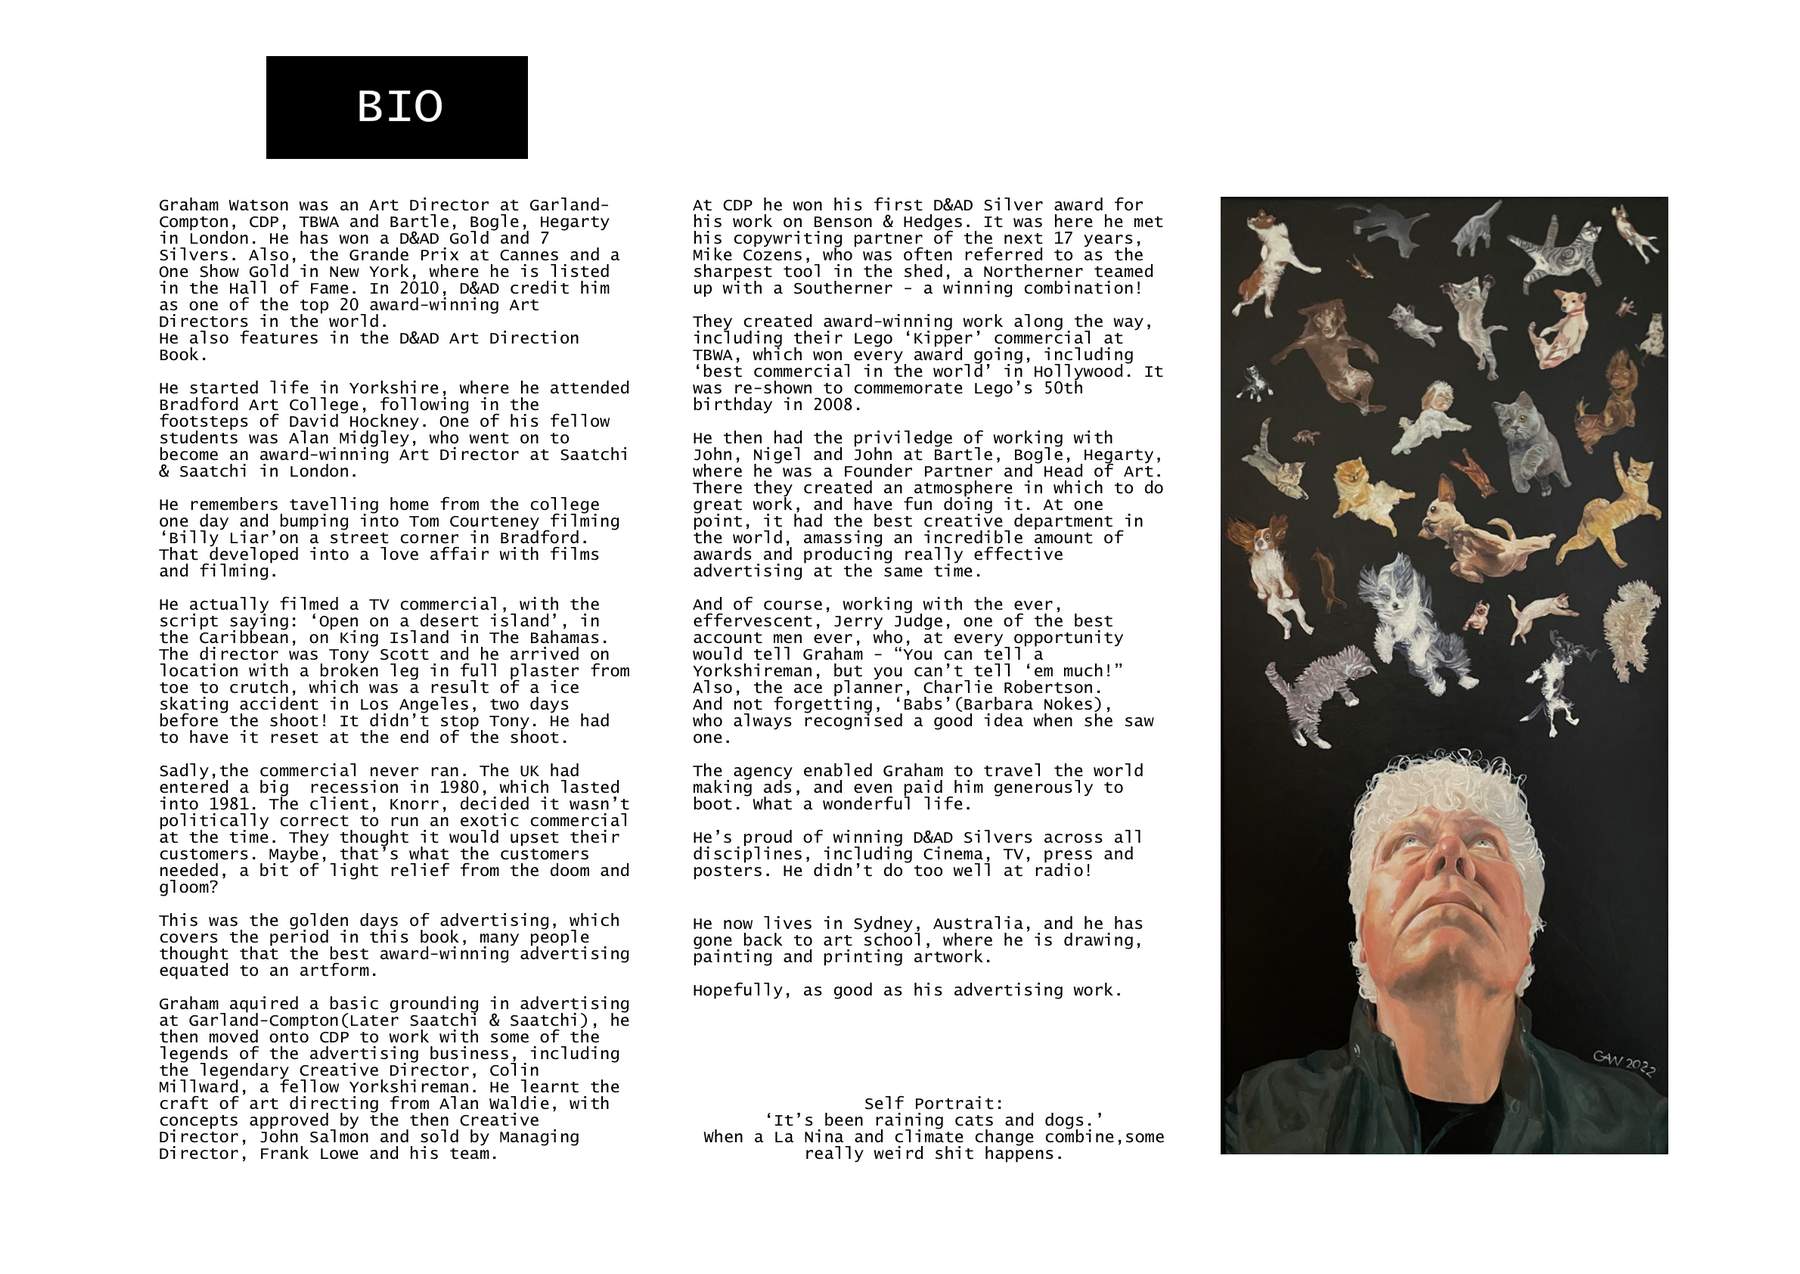 BIO
Graham Watson was an Art Director at Garland-
Compton, CDP, TBWA and Bartle, Bogle, Hegarty
in London. He has won a D&AD Gold and 7
Silvers. Also, the Grande Prix at Cannes and a
One Show Gold in New York, where he is listed
in the Hall of Fame. In 2010, D&AD credit him
as one of the top 20 award-winning Art
Directors in the world.
He also features in the D&AD Art Direction
Book.
He started life in Yorkshire, where he attended
Bradford Art College, following in the
footsteps of David Hockney. One of his fellow
students was Alan Midgley, who went on to
become an award-winning Art Director at Saatchi
& Saatchi in London.
He remembers tavelling home from the college
one day and bumping into Tom Courteney filming
‘Billy Liar’on a street corner in Bradford.
That developed into a love affair with films
and filming.
He actually filmed a TV commercial, with the
script saying: ‘Open on a desert island’, in
the Caribbean, on King Island in The Bahamas.
The director was Tony Scott and he arrived on
location with a broken leg in full plaster from
toe to crutch, which was a result of a ice
skating accident in Los Angeles, two days
before the shoot! It didn’t stop Tony. He had
to have it reset at the end of the shoot.
Sadly,the commercial never ran. The UK had
entered a big  recession in 1980, which lasted
into 1981. The client, Knorr, decided it wasn’t
politically correct to run an exotic commercial
at the time. They thought it would upset their
customers. Maybe, that’s what the customers
needed, a bit of light relief from the doom and
gloom?
This was the golden days of advertising, which
covers the period in this book, many people
thought that the best award-winning advertising
equated to an artform.
Graham aquired a basic grounding in advertising
at Garland-Compton(Later Saatchi & Saatchi), he
then moved onto CDP to work with some of the
legends of the advertising business, including
the legendary Creative Director, Colin
Millward, a fellow Yorkshireman. He learnt the
craft of art directing from Alan Waldie, with
concepts approved by the then Creative
Director, John Salmon and sold by Managing
Director, Frank Lowe and his team.
At CDP he won his first D&AD Silver award for
his work on Benson & Hedges. It was here he met
his copywriting partner of the next 17 years,
Mike Cozens, who was often referred to as the
sharpest tool in the shed, a Northerner teamed
up with a Southerner - a winning combination!
They created award-winning work along the way,
including their Lego ‘Kipper’ commercial at
TBWA, which won every award going, including
‘best commercial in the world’ in Hollywood. It
was re-shown to commemorate Lego’s 50th
birthday in 2008.
He then had the priviledge of working with
John, Nigel and John at Bartle, Bogle, Hegarty,
where he was a Founder Partner and Head of Art.
There they created an atmosphere in which to do
great work, and have fun doing it. At one
point, it had the best creative department in
the world, amassing an incredible amount of
awards and producing really effective
advertising at the same time.
And of course, working with the ever,
effervescent, Jerry Judge, one of the best
account men ever, who, at every opportunity
would tell Graham - “You can tell a
Yorkshireman, but you can’t tell ‘em much!”
Also, the ace planner, Charlie Robertson.
And not forgetting, ‘Babs’(Barbara Nokes),
who always recognised a good idea when she saw
one.
The agency enabled Graham to travel the world
making ads, and even paid him generously to
boot. What a wonderful life.
He’s proud of winning D&AD Silvers across all
disciplines, including Cinema, TV, press and
posters. He didn’t do too well at radio!
He now lives in Sydney, Australia, and he has
gone back to art school, where he is drawing,
painting and printing artwork.
Hopefully, as good as his advertising work.
Self Portrait:
‘It’s been raining cats and dogs.’
When a La Nina and climate change combine,some
really weird shit happens.
GAW 2022